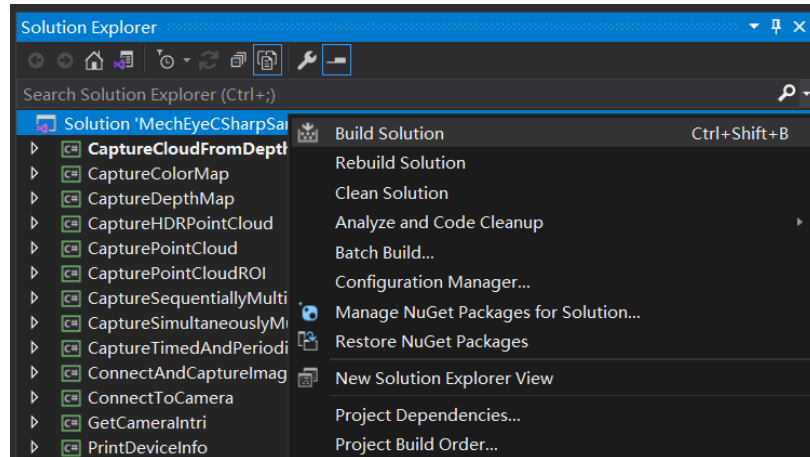 Solution Explorer
Search Solution Explorer (Ctrl+;)
Solution 'MechEyeCSharpSa
CaptureCloudFromDepth
CaptureColorMap
CaptureDepthMap
CaptureHDRPointCloud
CapturePointCloud
CapturePointCloudROI
CaptureSequentiallyMulti
CaptureSimultaneouslyM
CaptureTimedAndPeriodi
ConnectAndCaptureImag
ConnectToCamera
GetCameraIntri
PrintDeviceInfo
Build Solution Ctrl+Shift+B
Rebuild Solution
Clean Solution
Analyze and Code Cleanup
Batch Build...
Configuration Manager...
Manage NuGet Packages for Solution...
Restore NuGet Packages
New Solution Explorer View
Project Dependencies...
Project Build Order...